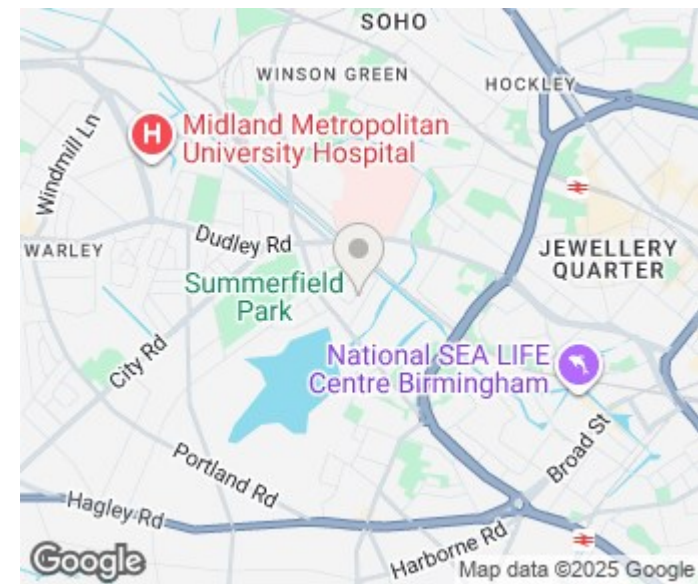 SOHO
WINSON GREEN
HOCKLEY
H
Midland Metropolitan
University Hospital
Windmill Ln
WARLEY
Dudley Rd
JEWELLERY
QUARTER
Summerfield
Park
City Rd
National SEA LIFE
Centre Birmingham
Broad St
Portland Rd
Hagley Rd
Harborne Rd
Google
Map data ©2025 Google